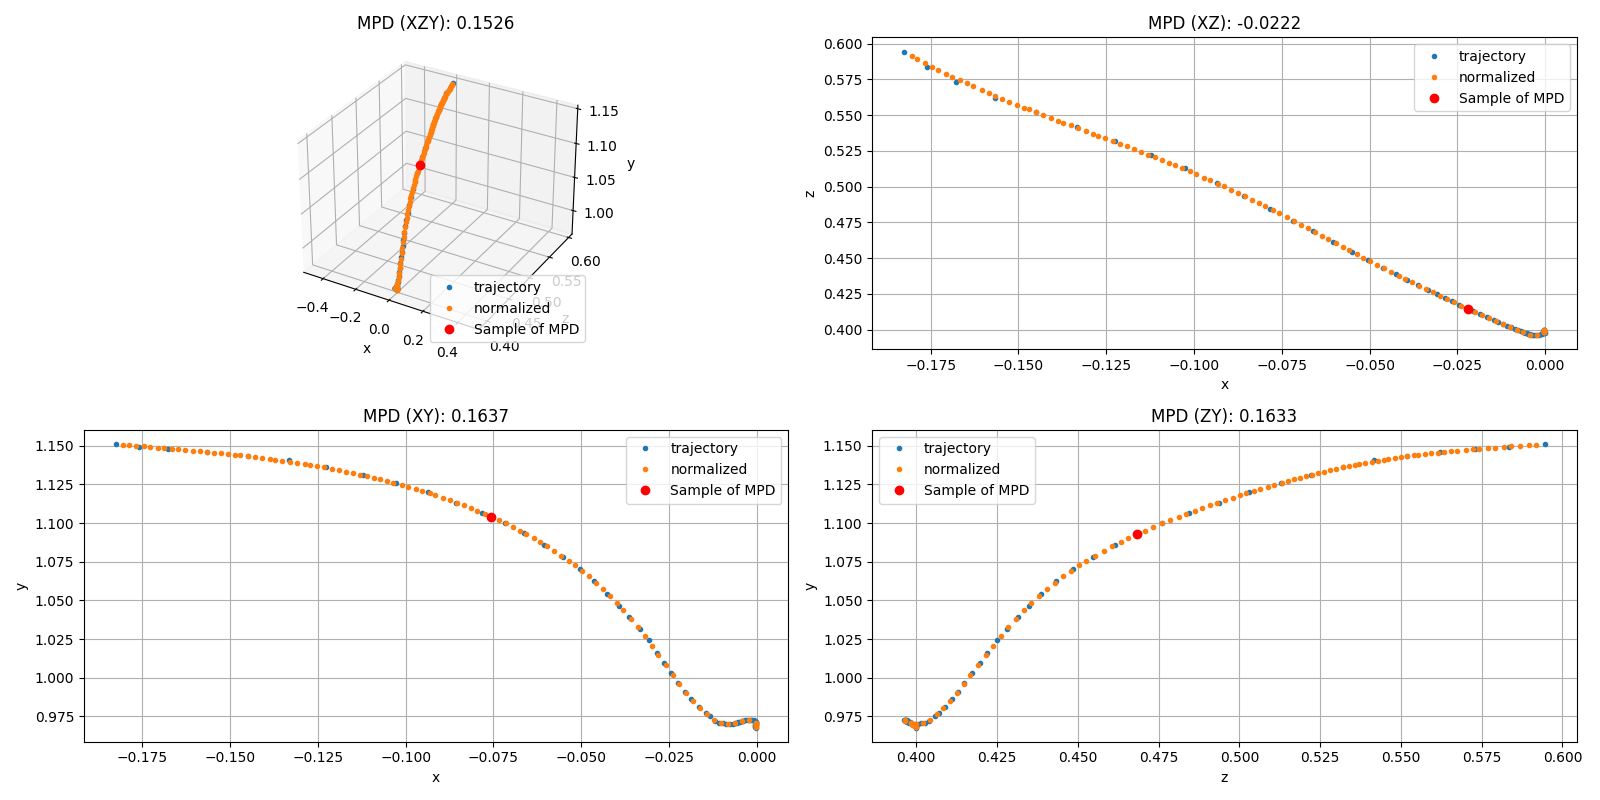 MPD (XZY): 0.1526
1.15
1.10
1.05
1.00
y
0.60
0.55
0.50
0.45
0.40
z
−0.4
−0.2
0.0
0.2
0.4
x
trajectory
normalized
Sample of MPD
MPD (XZ): -0.0222
0.600
0.575
0.550
0.525
0.500
0.475
0.450
0.425
0.400
z
trajectory
normalized
Sample of MPD
−0.175 −0.150 −0.125 −0.100 −0.075 −0.050 −0.025 0.000
x
MPD (XY): 0.1637
1.150
1.125
1.100
1.075
1.050
1.025
1.000
0.975
y
trajectory
normalized
Sample of MPD
−0.175 −0.150 −0.125 −0.100 −0.075 −0.050 −0.025 0.000
x
MPD (ZY): 0.1633
1.150
1.125
1.100
1.075
1.050
1.025
1.000
0.975
y
trajectory
normalized
Sample of MPD
0.400 0.425 0.450 0.475 0.500 0.525 0.550 0.575 0.600
z